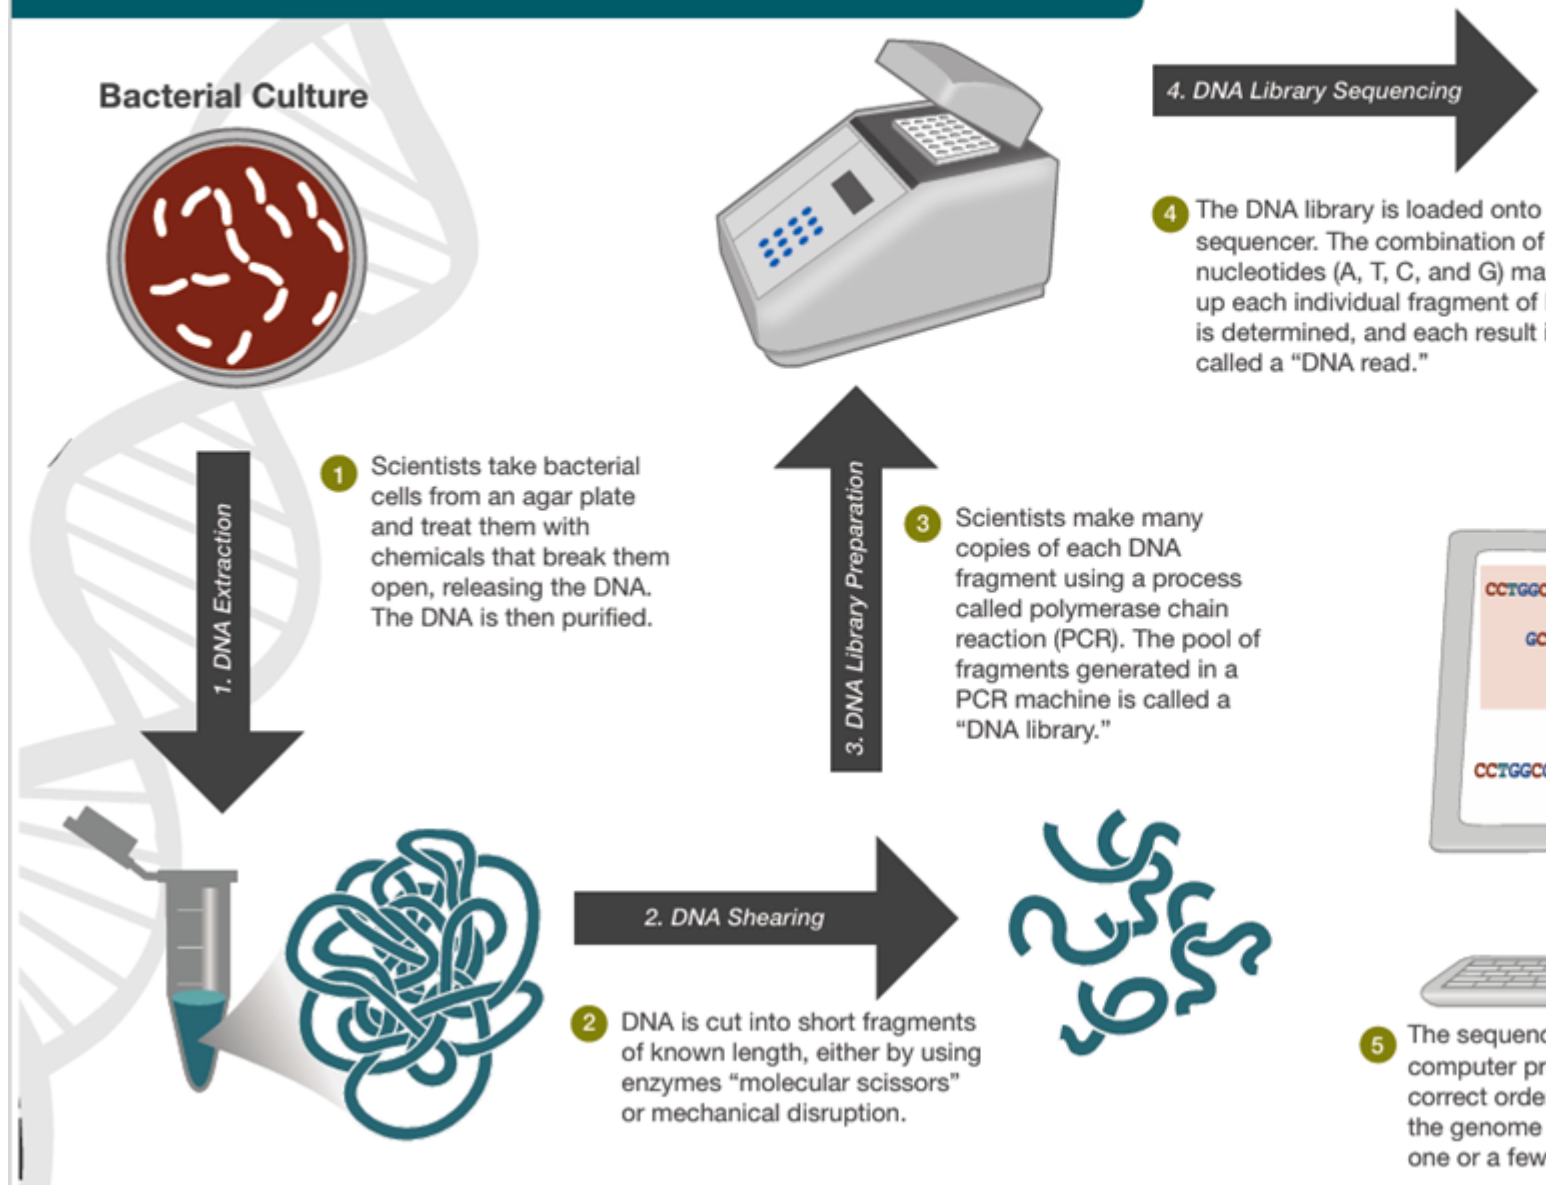 Bacterial Culture
1. DNA Extraction
1 Scientists take bacterial
cells from an agar plate
and treat them with
chemicals that break them
open, releasing the DNA.
The DNA is then purified.
2. DNA Shearing
2 DNA is cut into short fragments
of known length, either by using
enzymes “molecular scissors”
or mechanical disruption.
3. DNA Library Preparation
3 Scientists make many
copies of each DNA
fragment using a process
called polymerase chain
reaction (PCR). The pool of
fragments generated in a
PCR machine is called a
“DNA library.”
4. DNA Library Sequencing
4 The DNA library is loaded onto
sequencer. The combination of
nucleotides (A, T, C, and G)
up each individual fragment of
is determined, and each result
called a “DNA read.”
5 The
computer
correct
the genome
one or a few